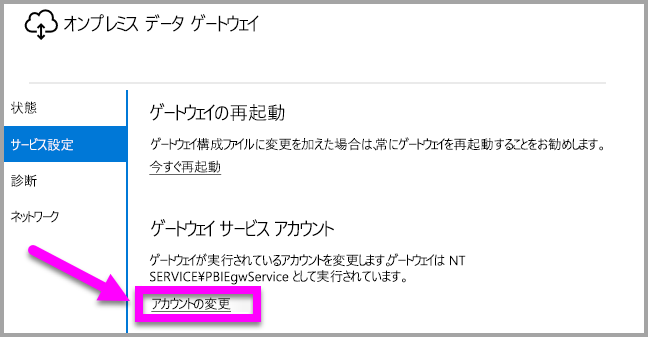 オンプレミス データ ゲートウェイ
状態
サービス設定
診断
ネットワーク
ゲートウェイの再起動
ゲートウェイ構成ファイルに変更を加えた場合は、常にゲートウェイを再起動することをお勧めします。
今すぐ再起動
ゲートウェイ サービス アカウント
ゲートウェイが実行されているアカウントを変更します。ゲートウェイは NT
SERVICE¥PBIEgwService として実行されています。
アカウントの変更